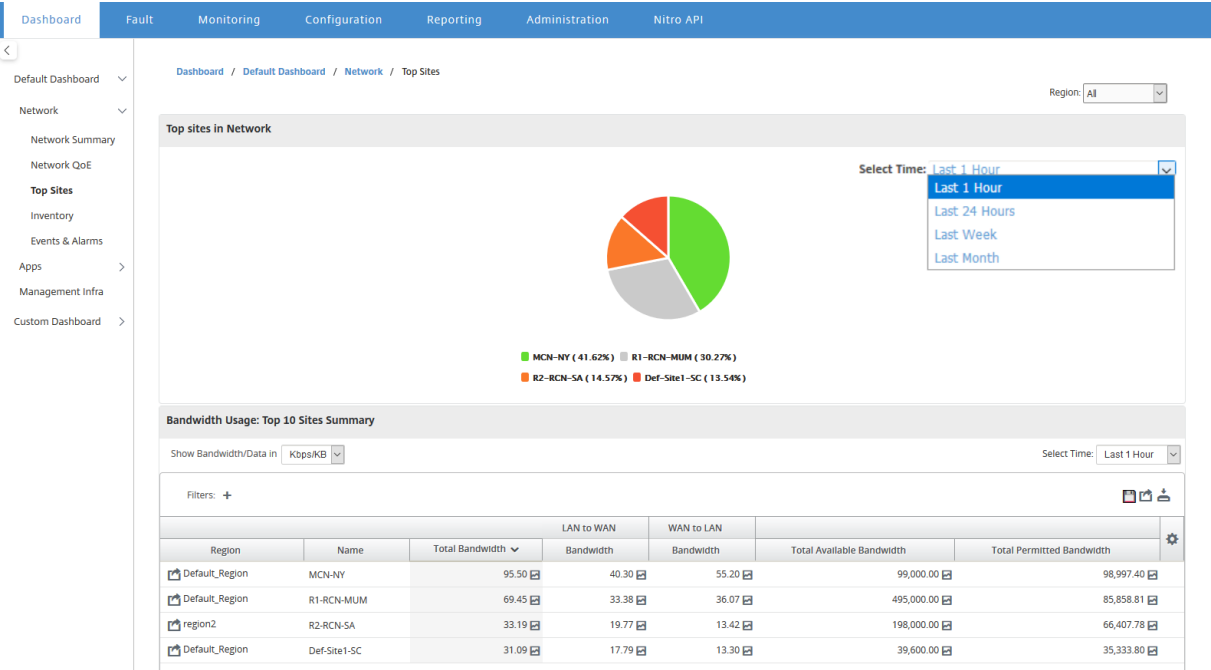 Dashboard Fault Monitoring Configuration Reporting Administration Nitro API
Default Dashboard
Network
Network Summary
Network QoE
Top Sites
Inventory
Events & Alarms
Apps
Management Infra
Custom Dashboard
Dashboard / Default Dashboard / Network / Top Sites
Region: All
Top sites in Network
Select Time: Last 1 Hour
Last 1 Hour
Last 24 Hours
Last Week
Last Month
MCN-NY ( 41.62% ) R1-RCN-MUM ( 30.27% )
R2-RCN-SA ( 14.57% ) Def-Site1-SC ( 13.54% )
Bandwidth Usage: Top 10 Sites Summary
Show Bandwidth/Data in Kbps/KB Select Time: Last 1 Hour
Filters: +
LAN to WAN WAN to LAN
Region Name Total Bandwidth Bandwidth Bandwidth Total Available Bandwidth Total Permitted Bandwidth
Default_Region MCN-NY 95.50 40.30 55.20 99,000.00 98,997.40
Default_Region R1-RCN-MUM 69.45 33.38 36.07 495,000.00 85,858.81
region2 R2-RCN-SA 33.19 19.77 13.42 198,000.00 66,407.78
Default_Region Def-Site1-SC 31.09 17.79 13.30 39,600.00 35,333.80